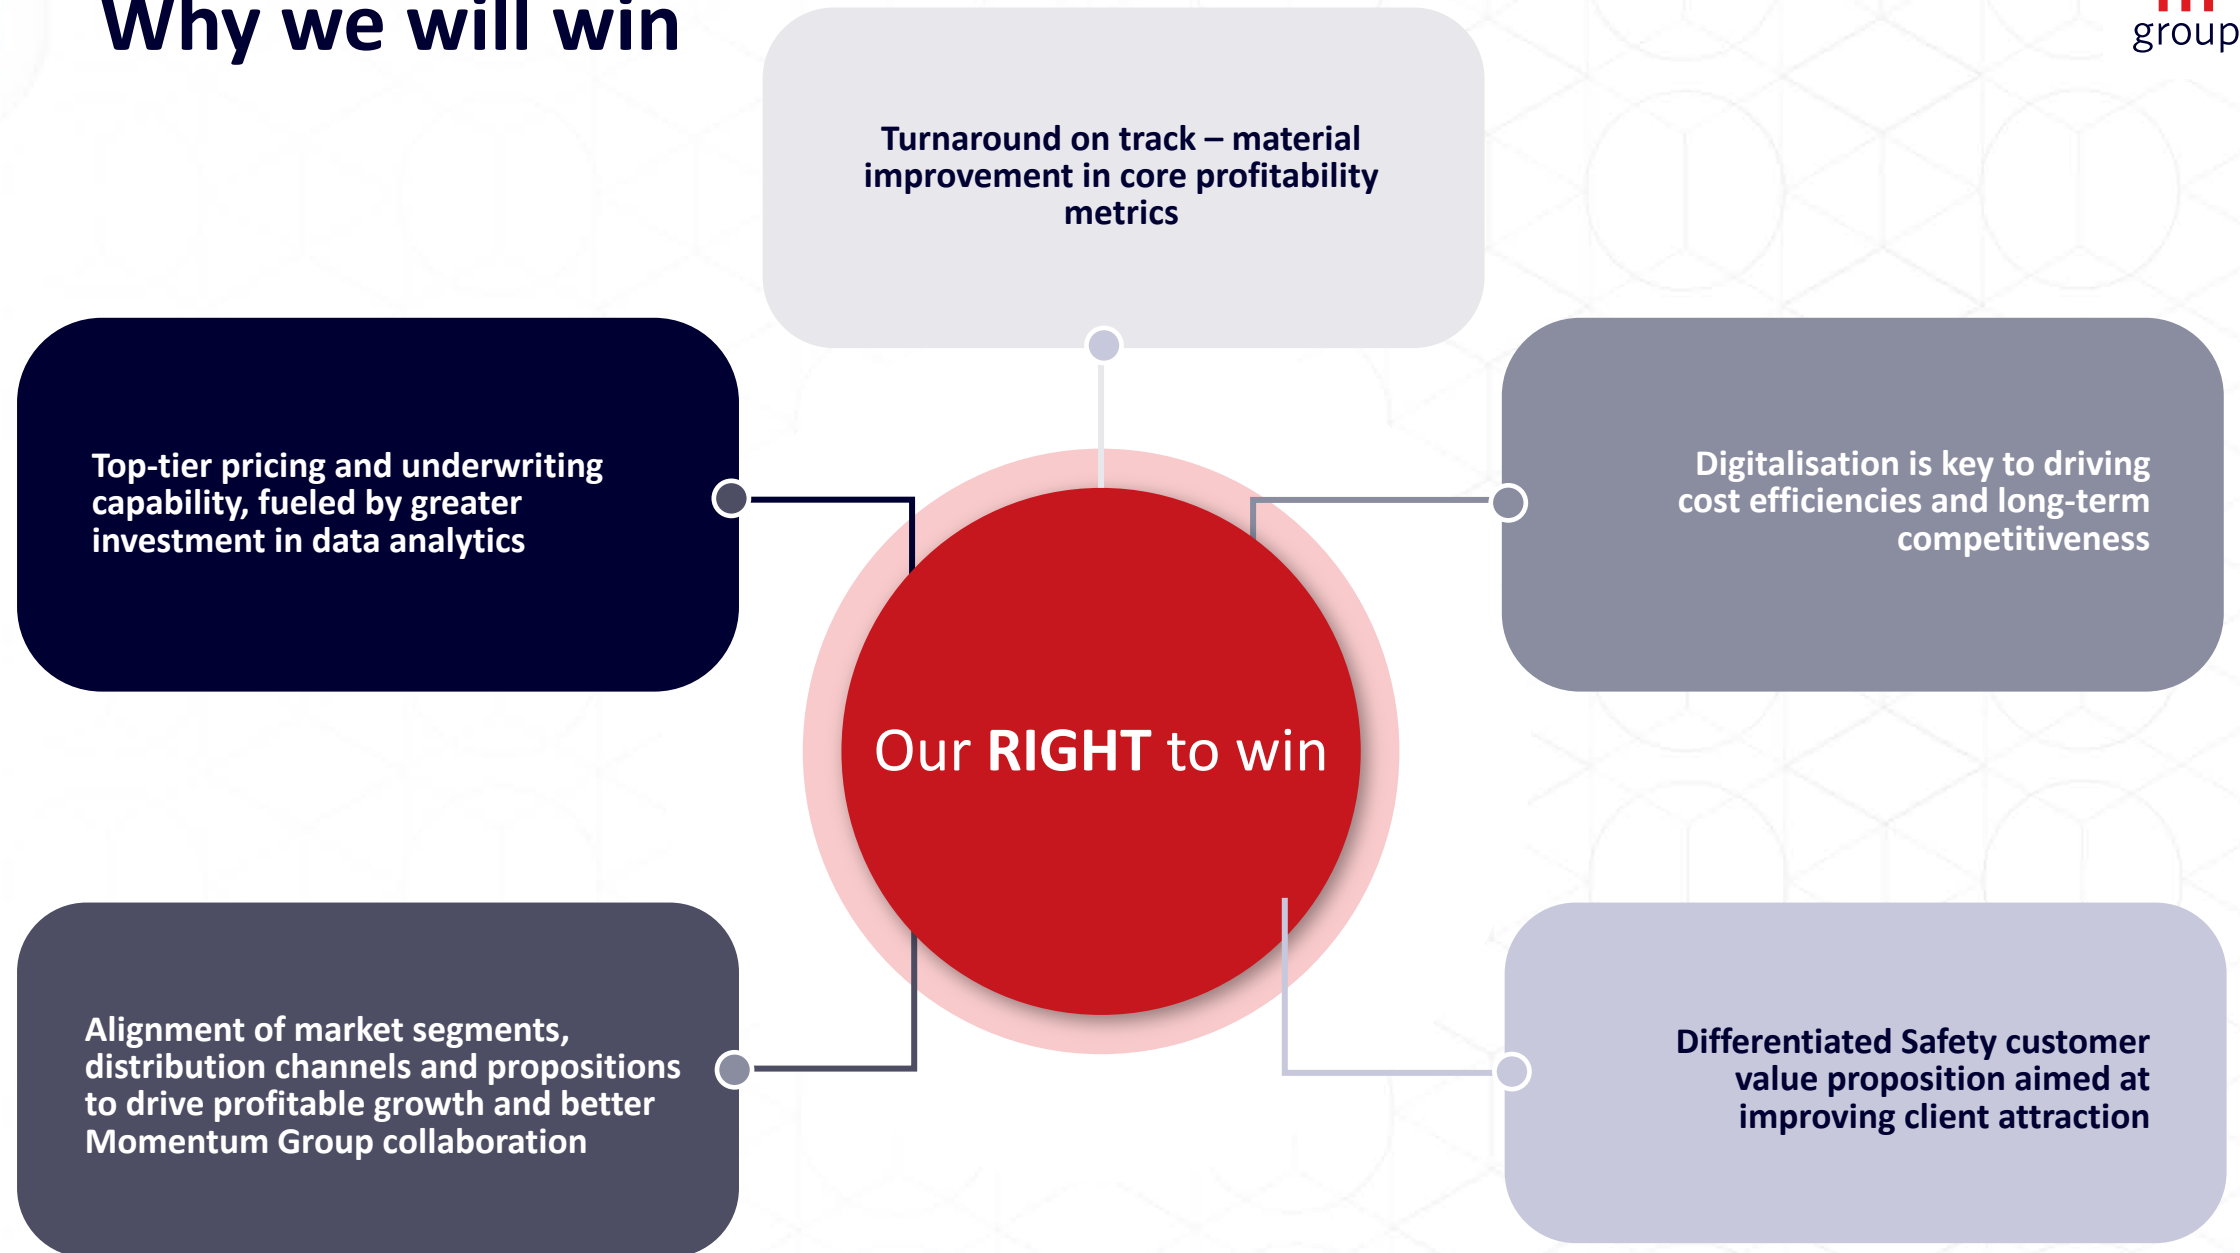 Why we will win
group
Turnaround on track – material
improvement in core profitability
metrics
Top-tier pricing and underwriting
capability, fueled by greater
investment in data analytics
Digitalisation is key to driving
cost efficiencies and long-term
competitiveness
Our RIGHT to win
Alignment of market segments,
distribution channels and propositions
to drive profitable growth and better
Momentum Group collaboration
Differentiated Safety customer
value proposition aimed at
improving client attraction